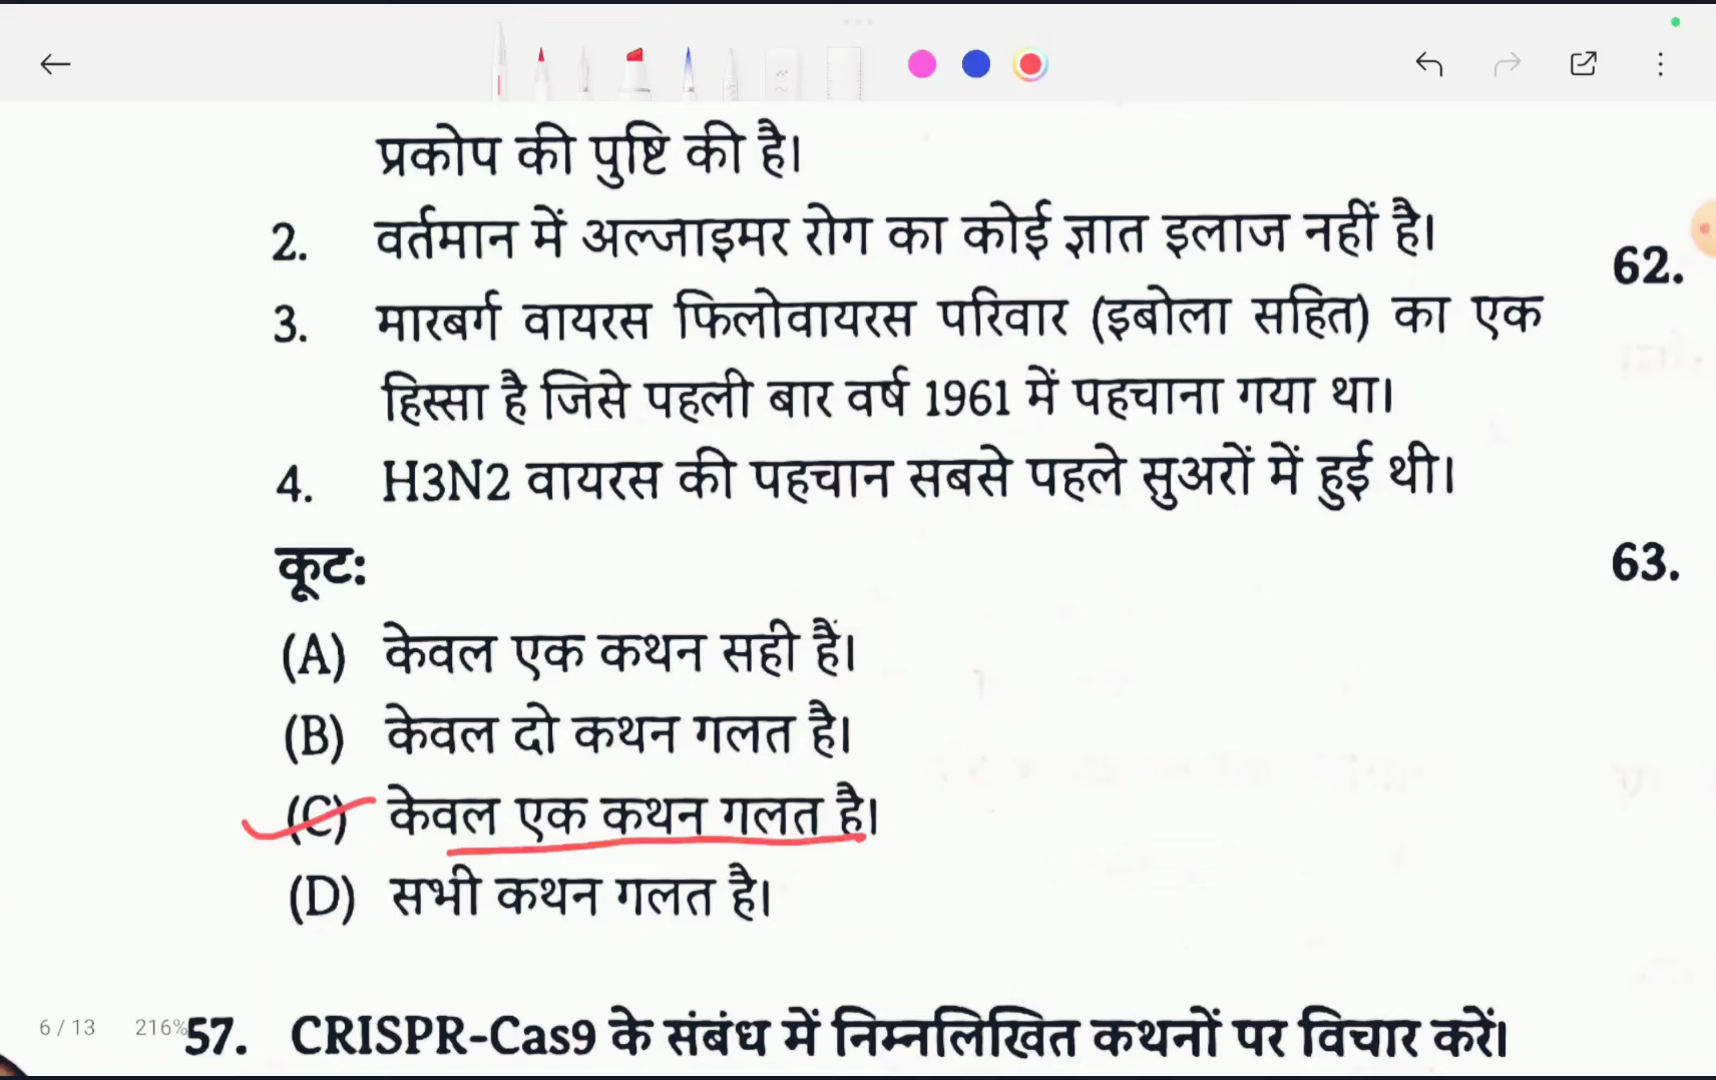 प्रकोप की पुष्टि की है।
2. वर्तमान में अल्जाइमर रोग का कोई ज्ञात इलाज नहीं है।
62.
3. मारबर्ग वायरस फिलोवायरस परिवार (इबोला सहित) का एक
हिस्सा है जिसे पहली बार वर्ष 1961 में पहचाना गया था।
4. H3N2 वायरस की पहचान सबसे पहले सुअरों में हुई थी।
कूट:
63.
(A) केवल एक कथन सही हैं।
(B) केवल दो कथन गलत है।
(C) केवल एक कथन गलत है।
(D) सभी कथन गलत है।
6 / 13 216%
57. CRISPR-Cas9 के संबंध में निम्नलिखित कथनों पर विचार करें।